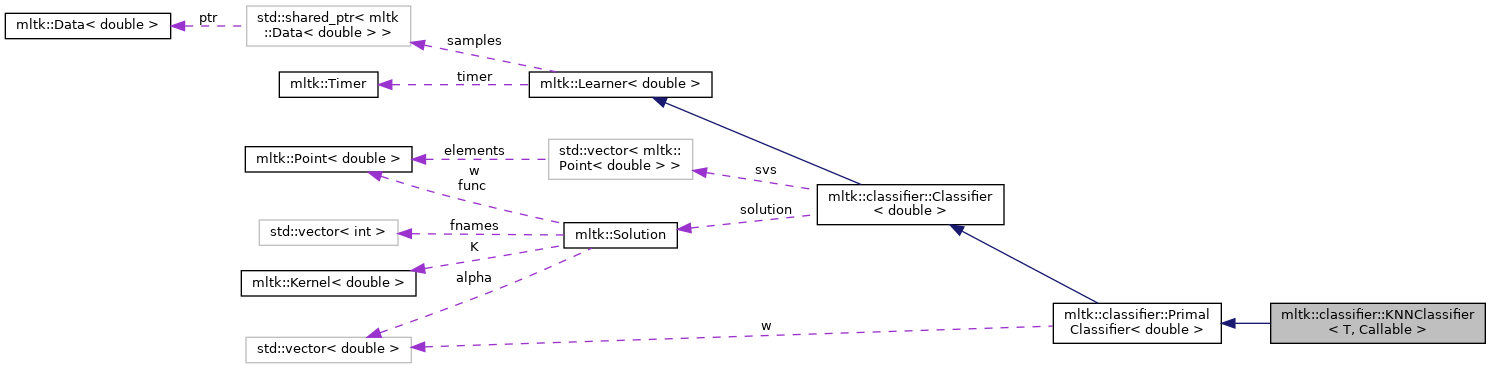 mltk::Data< double >
ptr
std::shared_ptr< mltk
::Data< double > >
samples
mltk::Timer
timer
mltk::Learner< double >
mltk::Point< double >
elements
std::vector< mltk::
Point< double > >
w
func
svs
mltk::classifier::Classifier
< double >
solution
std::vector< int >
fnames
mltk::Solution
K
mltk::Kernel< double >
alpha
std::vector< double >
w
mltk::classifier::Primal
Classifier< double >
mltk::classifier::KNNClassifier
< T, Callable >